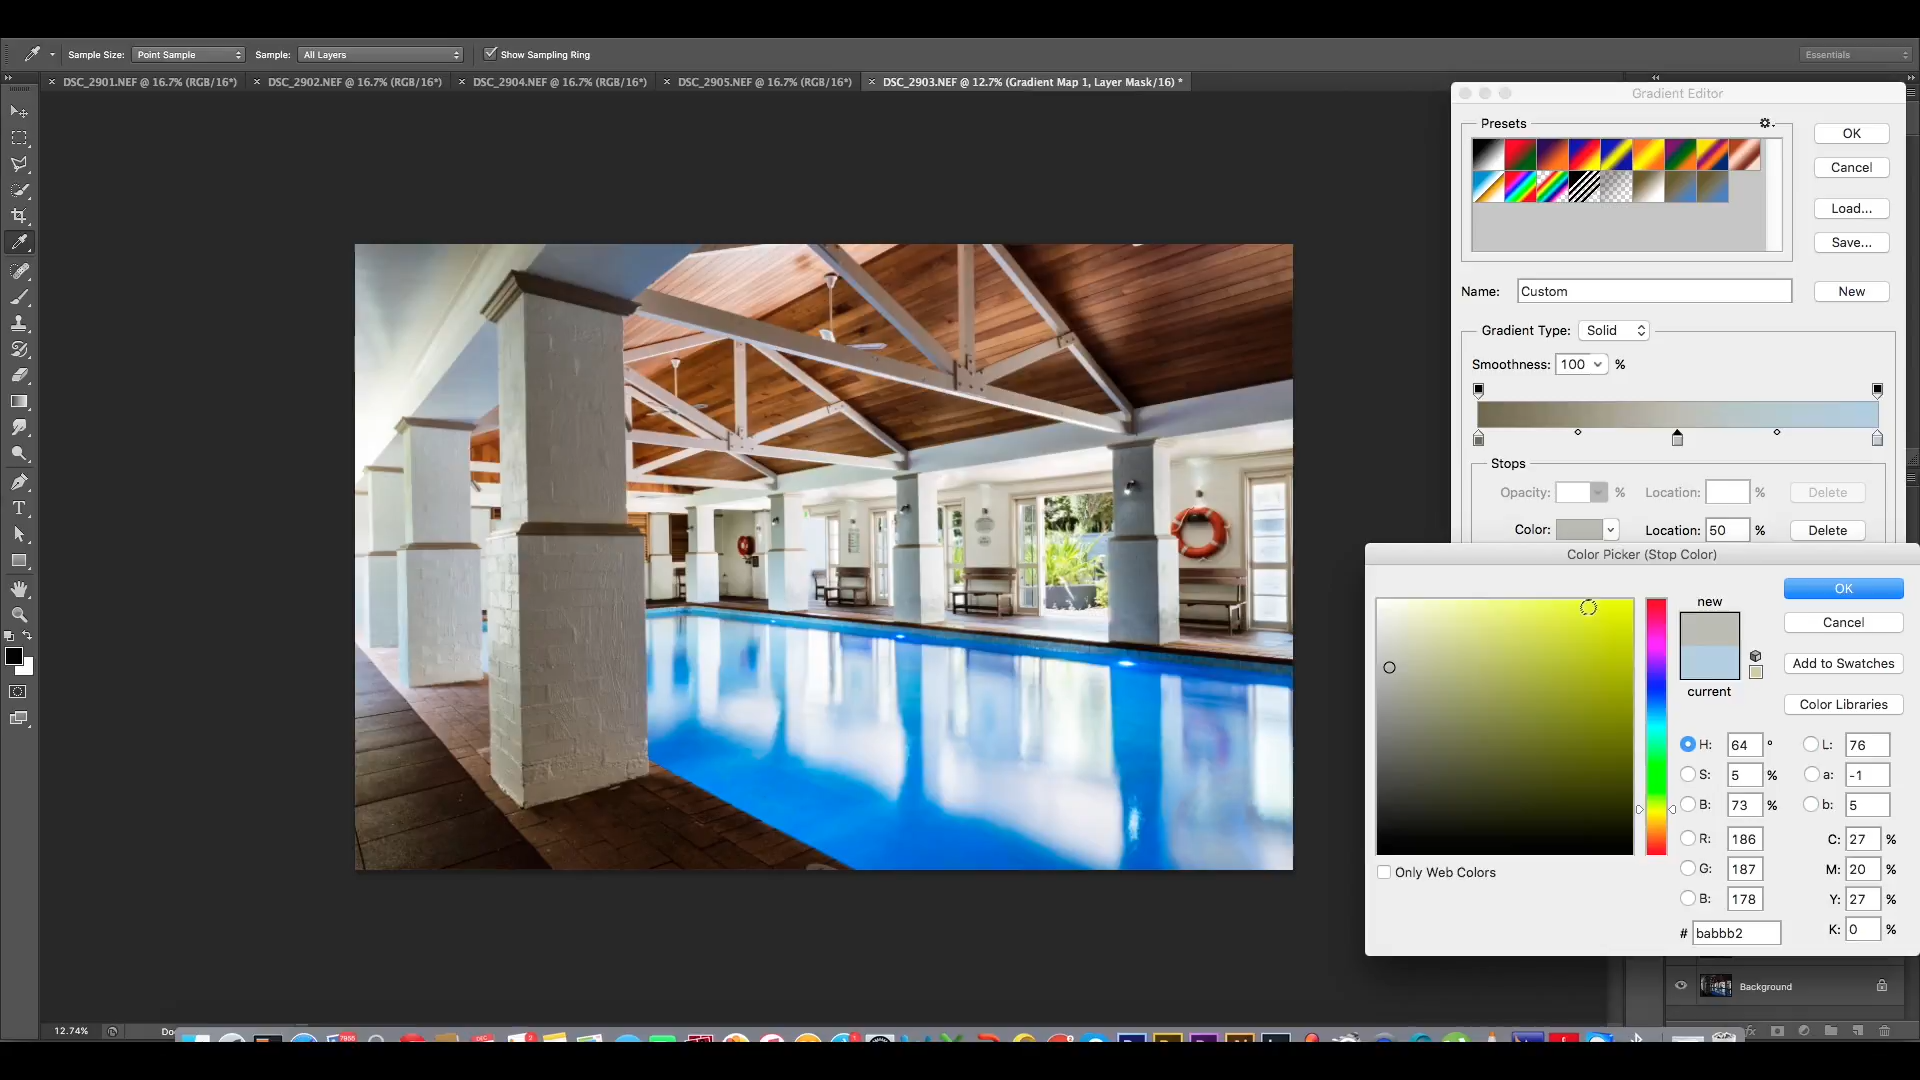 Sample Size: Point Sample Sample: All Layers Show Sampling Ring Essentials
DSC_2901.NEF @ 16.7% (RGB/16*) DSC_2902.NEF @ 16.7% (RGB/16*) DSC_2904.NEF @ 16.7% (RGB/16*) DSC_2905.NEF @ 16.7% (RGB/16*) DSC_2903.NEF @ 12.7% (Gradient Map 1, Layer Mask/16) *
Gradient Editor
Presets
OK
Cancel
Load...
Save...
Name: Custom New
Gradient Type: Solid
Smoothness: 100 %
Stops
Opacity: % Location: % Delete
Color: Location: 50 % Delete
Color Picker (Stop Color)
new OK
Cancel
Add to Swatches
current
Color Libraries
H: 64 ° L: 76
S: 5 % a: -1
B: 73 % b: 5
R: 186 C: 27 %
G: 187 M: 20 %
B: 178 Y: 27 %
# babbb2 K: 0 %
Only Web Colors
Background
12.74% Doc